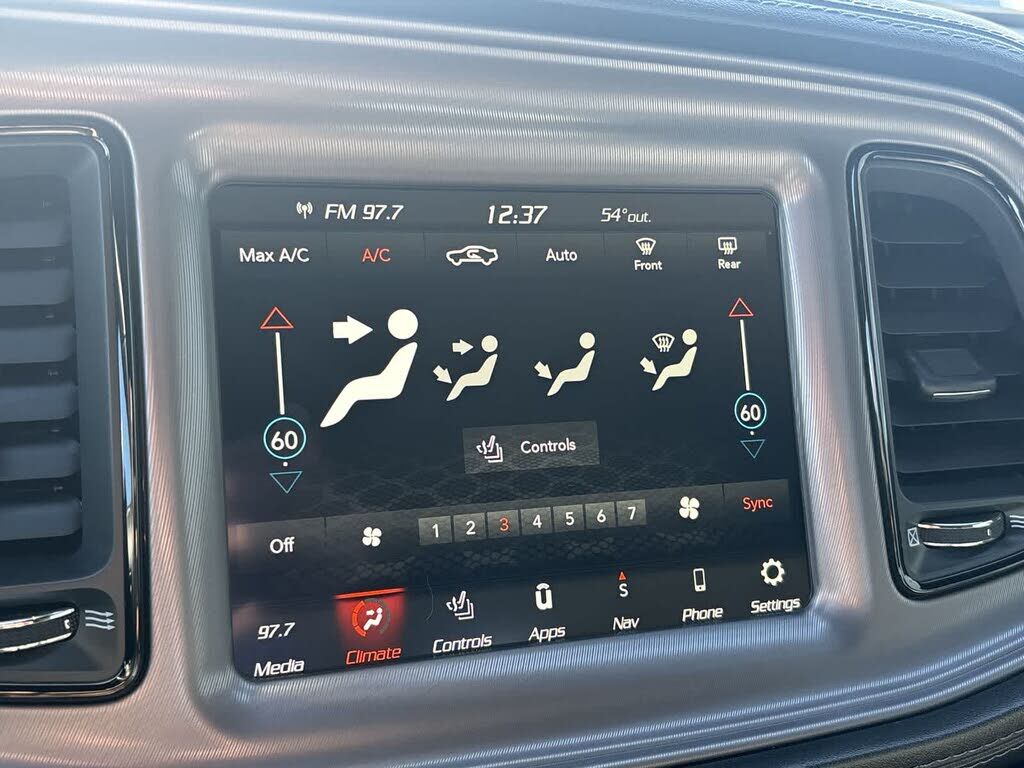 FM 97.7 12:37 54°out.
Max A/C A/C Auto Front Rear
60 60
Controls
Off 1 2 3 4 5 6 7 Sync
97.7 S
Media Climate Controls Apps Nav Phone Settings